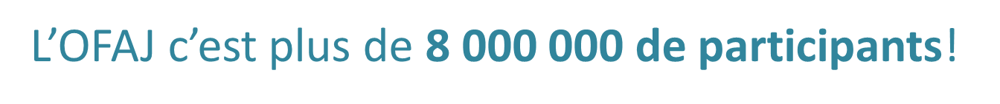 L’OFAJ c’est plus de 8 000 000 de participants!